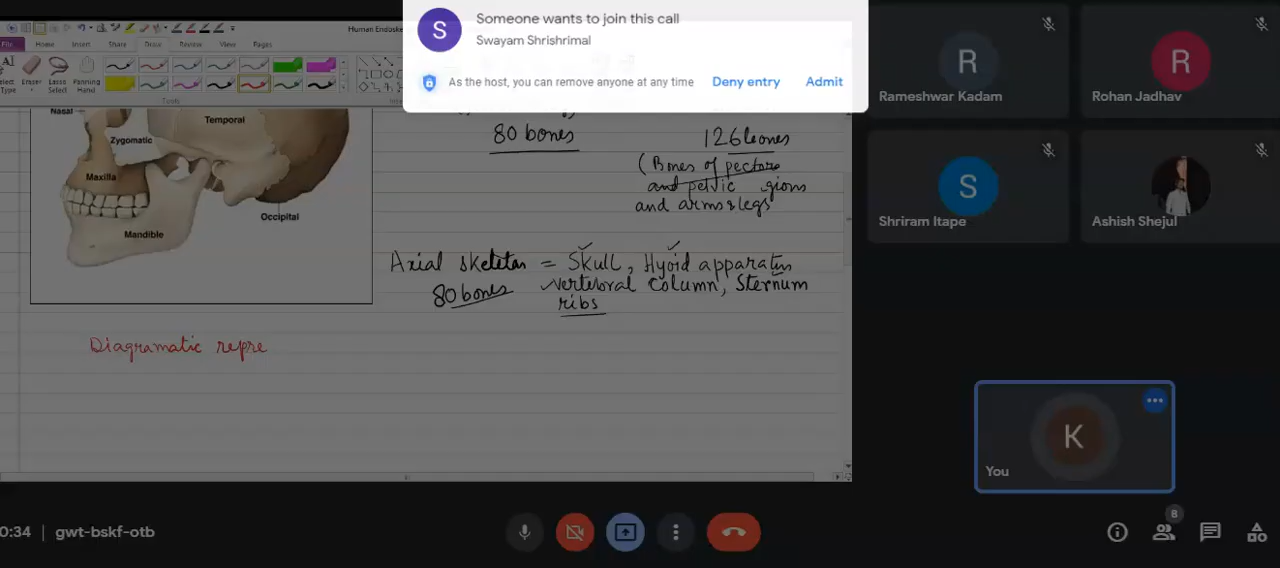 Someone wants to join this call
Swayam Shrishrimal
As the host, you can remove anyone at any time
Deny entry
Admit
S
File
Home
Insert
Share
Draw
Review
View
Pages
Human Endoske
Select
Type
Eraser
Lasso
Select
Panning
Hand
Tools
Nasal
Temporal
Zygomatic
Maxilla
Occipital
Mandible
80 bones
126 bones
(Bones of
and pelvic gions
and arms & legs
Axial = Skull, Hyoid
80 bones column, Sternum
ribs
Diagramatic repre
R
Rameshwar Kadam
R
Rohan Jadhav
S
Shriram Itape
Ashish Shejul
K
You
0:34 | gwt-bskf-otb
8